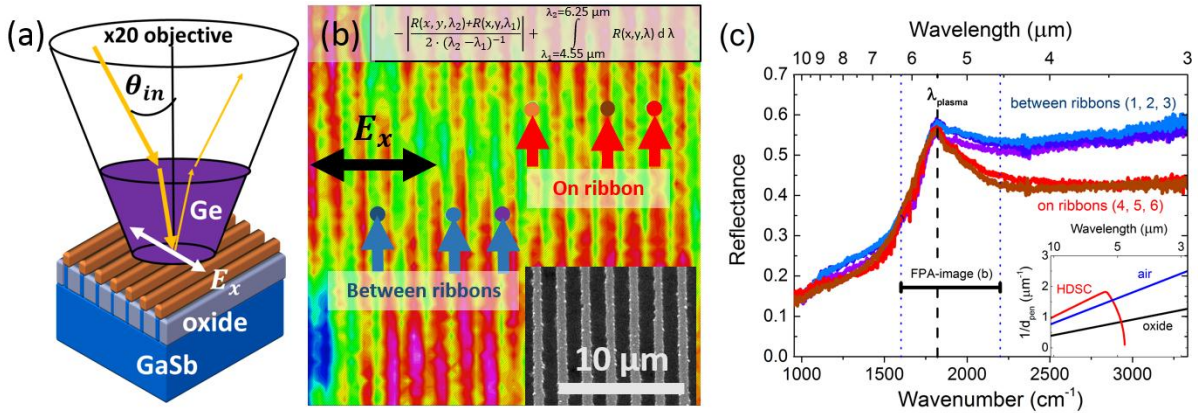 (a)
x20 objective
θin
Ge
Ex
oxide
GaSb
(b)
− |R(x, y, λ2)+R(x,y,λ1) / 2 · (λ2 −λ1)−1| + ∫ λ1=4.55 μm λ2=6.25 μm R(x,y,λ) d λ
Ex
On ribbon
Between ribbons
10 μm
(c)
Wavelength (μm)
10 9 8 7 6 5 4 3
λplasma
between ribbons (1, 2, 3)
on ribbons (4, 5, 6)
FPA-image (b)
Reflectance
0.7
0.6
0.5
0.4
0.3
0.2
0.1
0.0
1000 1500 2000 2500 3000
Wavenumber (cm-1)
Wavelength (μm)
10 5 4 3
1/dpen (μm-1)
3
2
1
0
HDSC
air
oxide